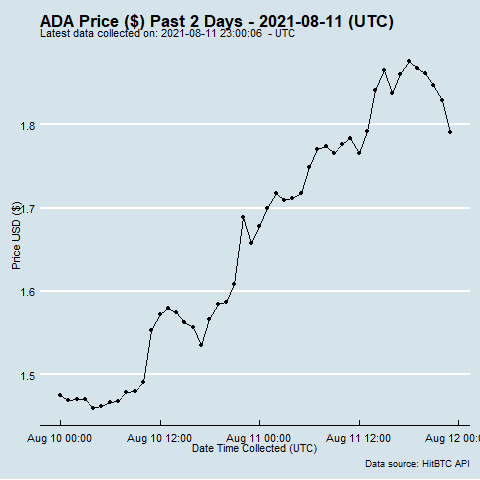 ADA Price ($) Past 2 Days - 2021-08-11 (UTC)
Latest data collected on: 2021-08-11 23:00:06 - UTC
1.8
1.7
1.6
1.5
Price USD ($)
Aug 10 00:00 Aug 10 12:00 Aug 11 00:00 Aug 11 12:00 Aug 12 00:
Date Time Collected (UTC)
Data source: HitBTC API